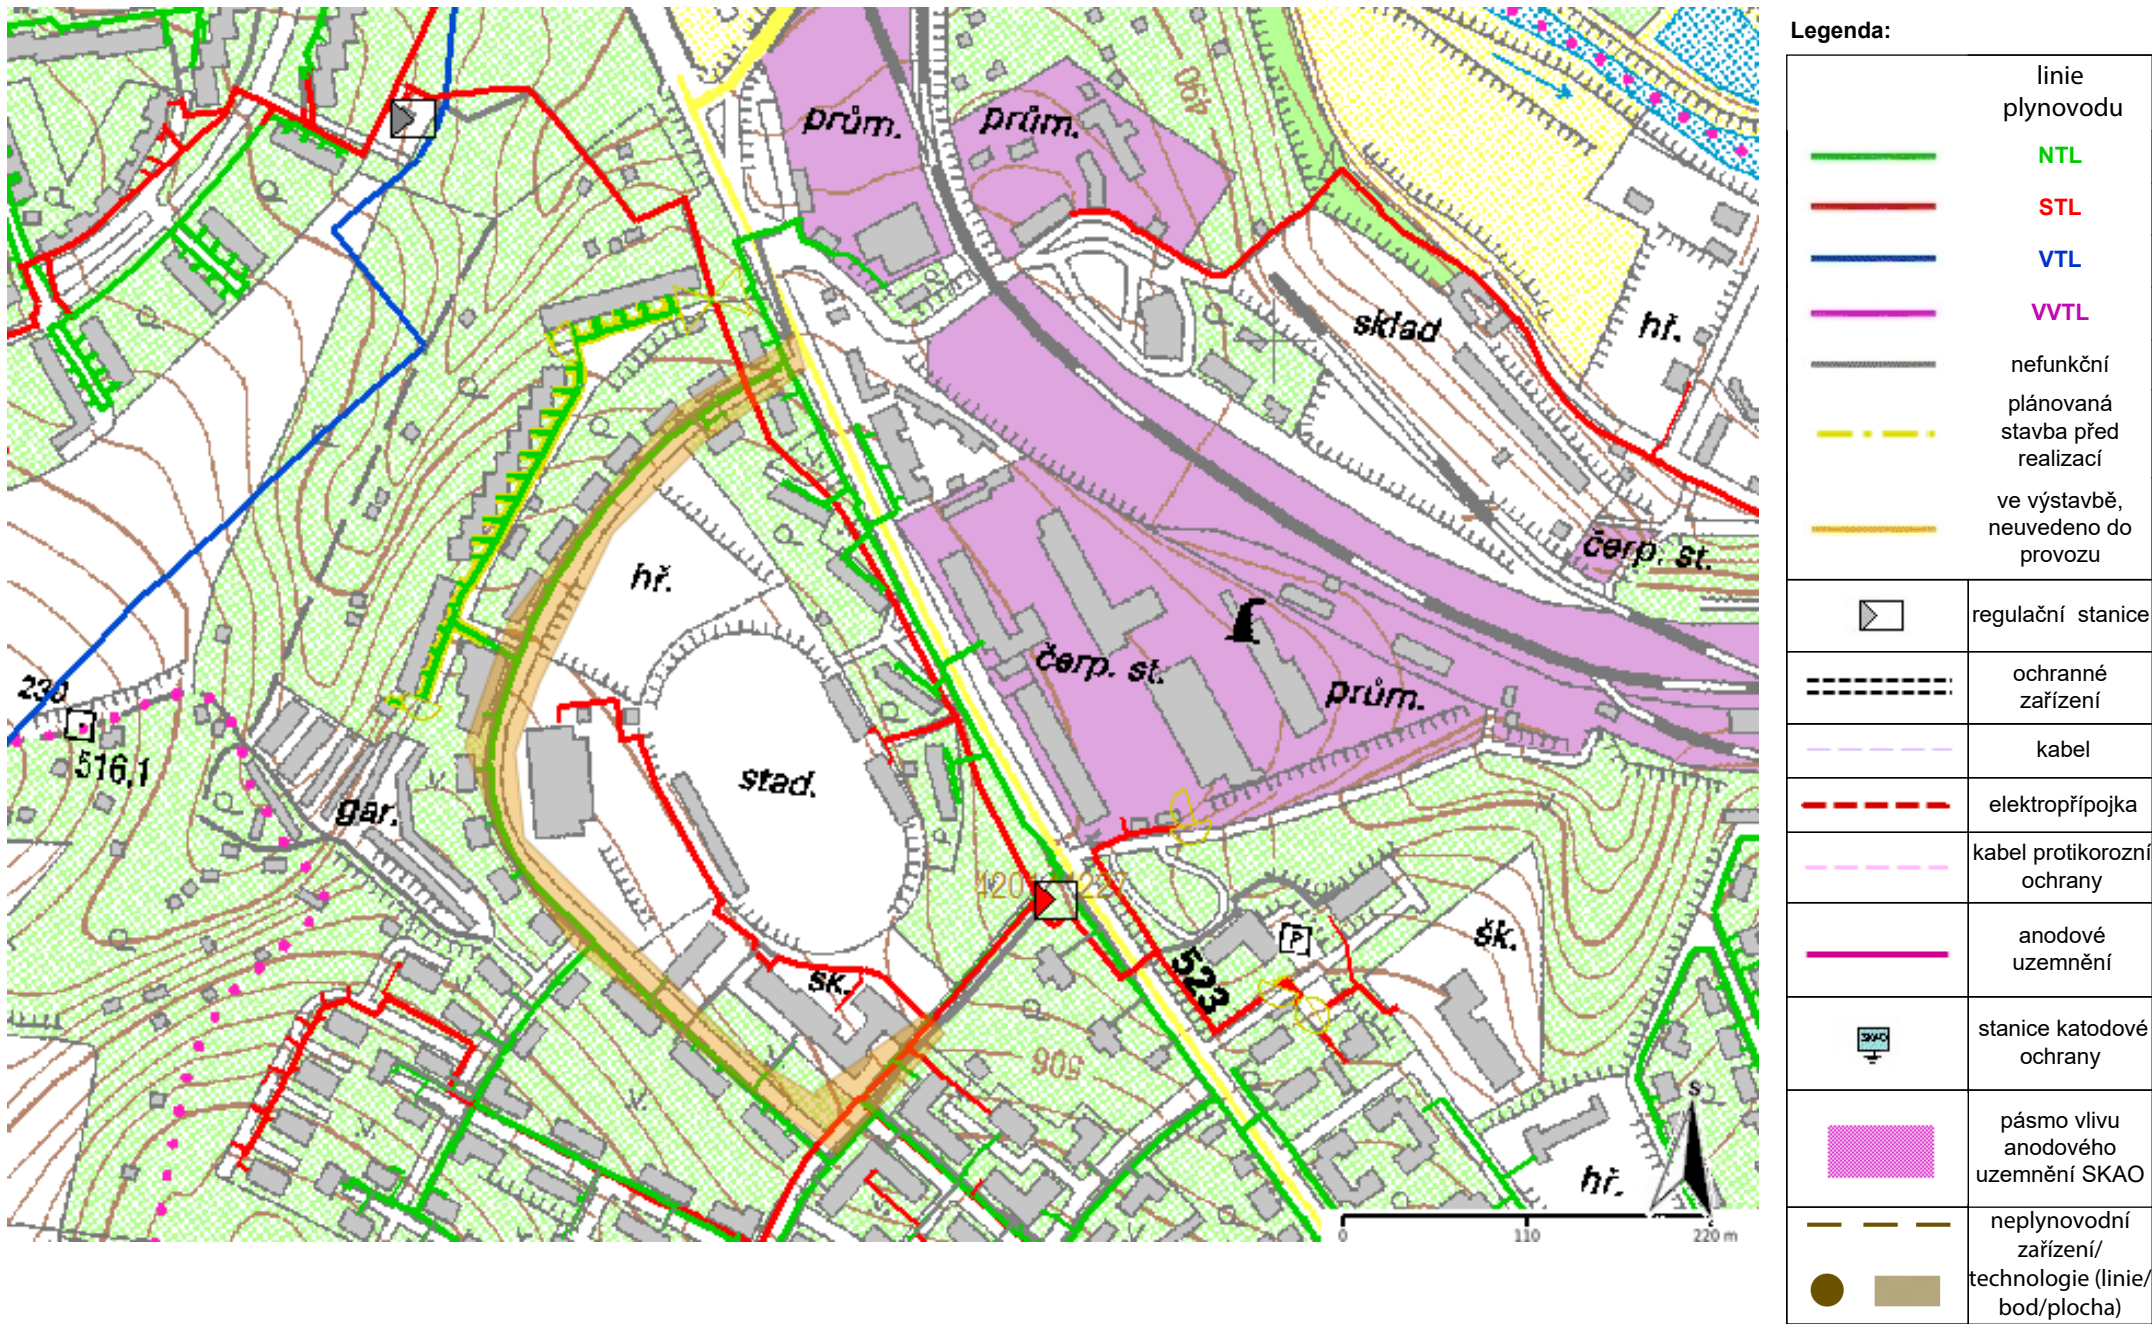 prům.
prům.
490
sklad
hř.
čerp. st.
hř.
čerp. st.
prům.
230
516,1
stad.
gar.
sk.
šk.
P
523
506
hř.
S
0 110 220 m
Legenda:
linie
plynovodu
NTL
STL
VTL
VVTL
nefunkční
plánovaná
stavba před
realizací
ve výstavbě,
neuvedeno do
provozu
regulační stanice
ochranné
zařízení
kabel
elektropřípojka
kabel protikorozní
ochrany
anodové
uzemnění
SKAO
stanice katodové
ochrany
pásmo vlivu
anodového
uzemnění SKAO
neplynovodní
zařízení/
technologie (linie/
bod/plocha)